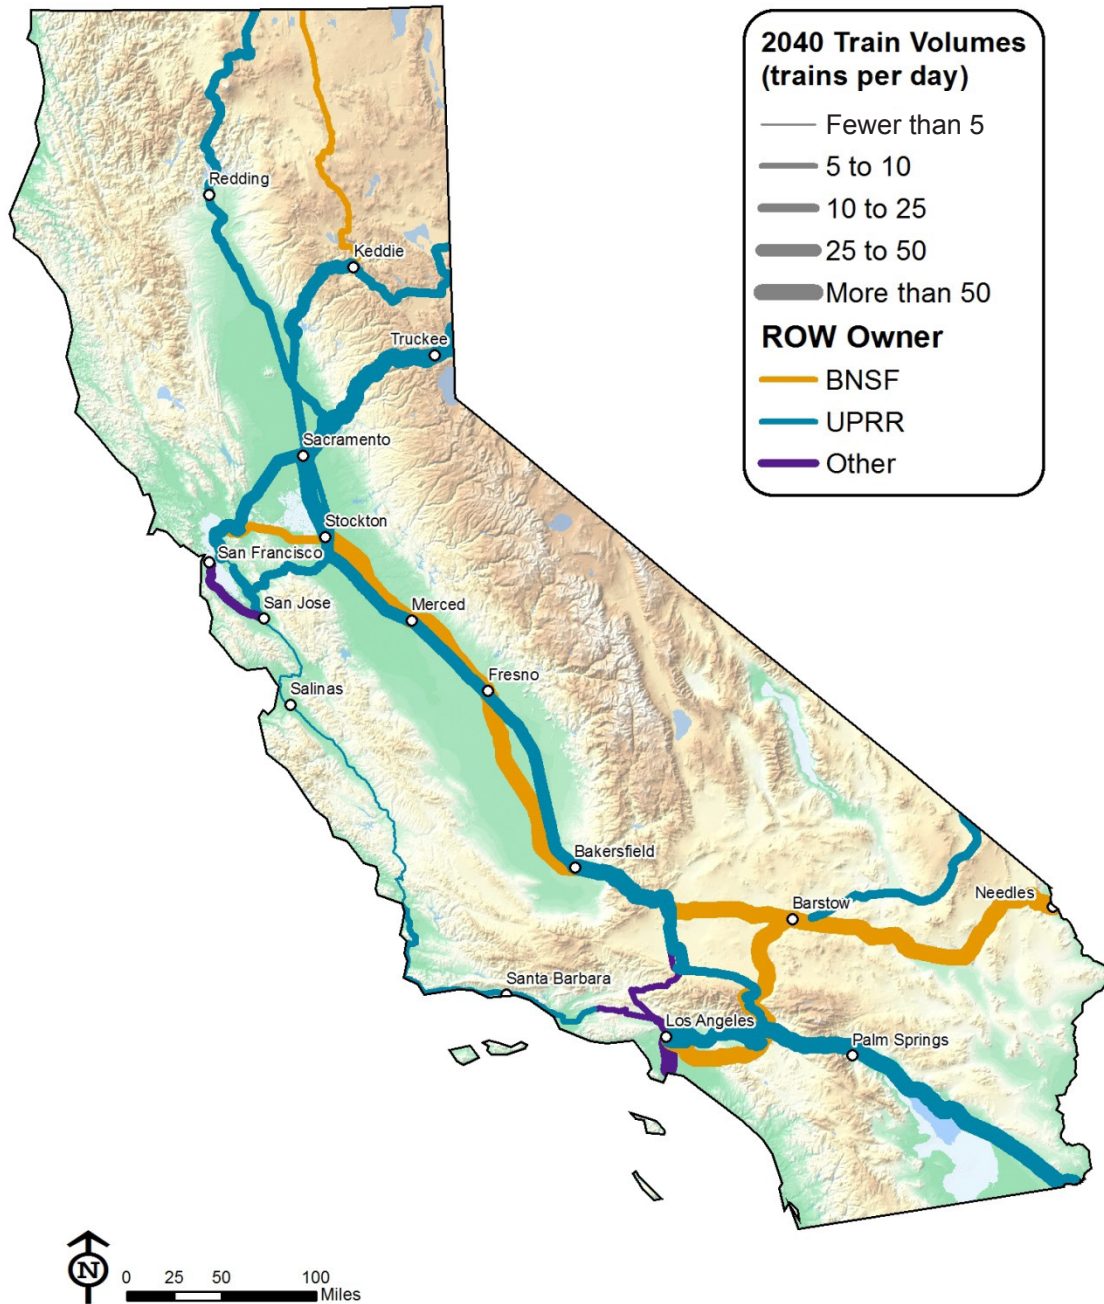 2040 Train Volumes
(trains per day)
Fewer than 5
5 to 10
10 to 25
25 to 50
More than 50
ROW Owner
BNSF
UPRR
Other
Redding
Keddie
Truckee
Sacramento
Stockton
San Francisco
San Jose
Merced
Salinas
Fresno
Bakersfield
Needles
Barstow
Santa Barbara
Los Angeles
Palm Springs
N
0 25 50 100
Miles